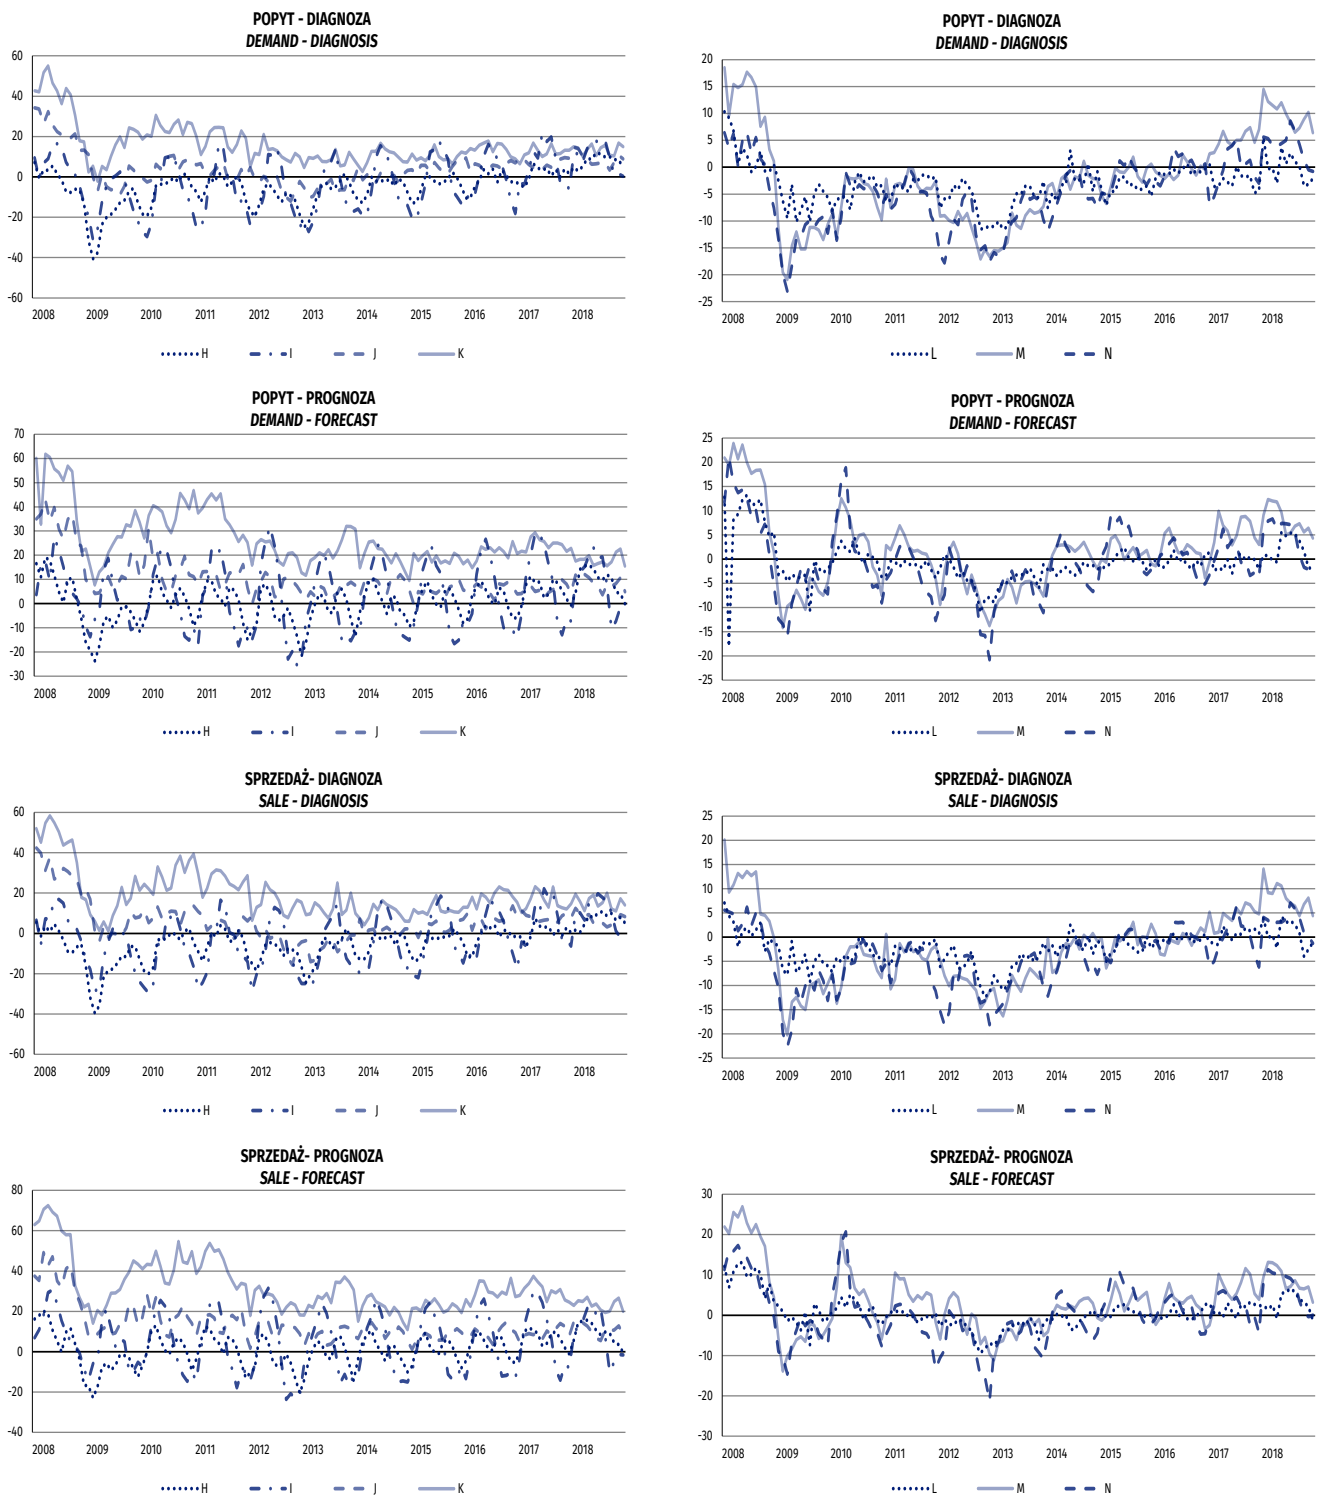 POPYT - DIAGNOZA
DEMAND - DIAGNOSIS
60
40
20
0
-20
-40
-60
2008 2009 2010 2011 2012 2013 2014 2015 2016 2017 2018
H I J K
POPYT - DIAGNOZA
DEMAND - DIAGNOSIS
20
15
10
5
0
-5
-10
-15
-20
-25
2008 2009 2010 2011 2012 2013 2014 2015 2016 2017 2018
L M N
POPYT - PROGNOZA
DEMAND - FORECAST
70
60
50
40
30
20
10
0
-10
-20
-30
2008 2009 2010 2011 2012 2013 2014 2015 2016 2017 2018
H I J K
POPYT - PROGNOZA
DEMAND - FORECAST
25
20
15
10
5
0
-5
-10
-15
-20
-25
2008 2009 2010 2011 2012 2013 2014 2015 2016 2017 2018
L M N
SPRZEDAŻ- DIAGNOZA
SALE - DIAGNOSIS
60
40
20
0
-20
-40
-60
2008 2009 2010 2011 2012 2013 2014 2015 2016 2017 2018
H I J K
SPRZEDAŻ- DIAGNOZA
SALE - DIAGNOSIS
25
20
15
10
5
0
-5
-10
-15
-20
-25
2008 2009 2010 2011 2012 2013 2014 2015 2016 2017 2018
L M N
SPRZEDAŻ- PROGNOZA
SALE - FORECAST
80
60
40
20
0
-20
-40
2008 2009 2010 2011 2012 2013 2014 2015 2016 2017 2018
H I J K
SPRZEDAŻ- PROGNOZA
SALE - FORECAST
30
20
10
0
-10
-20
-30
2008 2009 2010 2011 2012 2013 2014 2015 2016 2017 2018
L M N